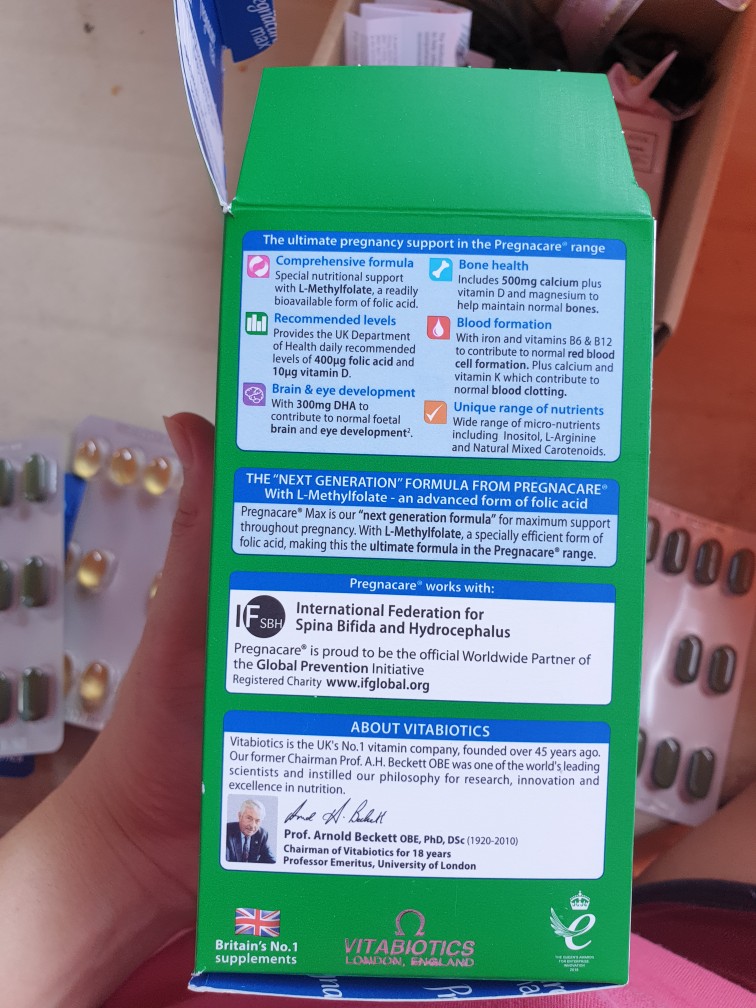 The ultimate pregnancy support in the Pregnacare® range
Comprehensive formula
Special nutritional support
with L-Methylfolate, a readily
bioavailable form of folic acid.
Recommended levels
Provides the UK Department
of Health daily recommended
levels of 400µg folic acid and
10µg vitamin D.
Brain & eye development
With 300mg DHA to
contribute to normal foetal
brain and eye development².
Bone health
Includes 500mg calcium plus
vitamin D and magnesium to
help maintain normal bones.
Blood formation
With iron and vitamins B6 & B12
to contribute to normal red blood
cell formation. Plus calcium and
vitamin K which contribute to
normal blood clotting.
Unique range of nutrients
Wide range of micro-nutrients
including Inositol, L-Arginine
and Natural Mixed Carotenoids.
THE "NEXT GENERATION" FORMULA FROM PREGNACARE®
With L-Methylfolate - an advanced form of folic acid
Pregnacare® Max is our "next generation formula" for maximum support
throughout pregnancy. With L-Methylfolate, a specially efficient form of
folic acid, making this the ultimate formula in the Pregnacare® range.
Pregnacare® works with:
IF SBH
International Federation for
Spina Bifida and Hydrocephalus
Pregnacare® is proud to be the official Worldwide Partner of
the Global Prevention Initiative
Registered Charity www.ifglobal.org
ABOUT VITABIOTICS
Vitabiotics is the UK's No.1 vitamin company, founded over 45 years ago.
Our former Chairman Prof. A.H. Beckett OBE was one of the world's leading
scientists and instilled our philosophy for research, innovation and
excellence in nutrition.
Prof. Arnold Beckett OBE, PhD, DSc (1920-2010)
Chairman of Vitabiotics for 18 years
Professor Emeritus, University of London
Britain's No.1
supplements
VITABIOTICS
LONDON, ENGLAND